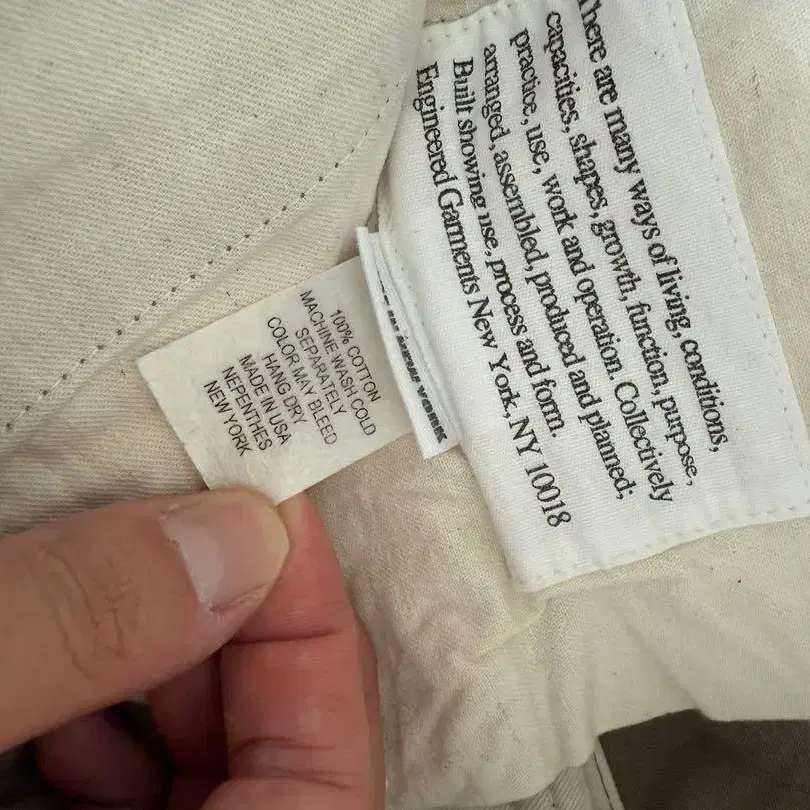 There are many ways of living, conditions,
capacities, shapes, growth, function, purpose,
practice, use, work and operation. Collectively
arranged, assembled, produced and planned;
Built showing use, process and form.
Engineered Garments New York, NY 10018
NEW YORK
100% COTTON
MACHINE WASH COLD
SEPARATELY
COLOR MAY BLEED
HANG DRY
MADE IN USA
NEPENTHES
NEW YORK